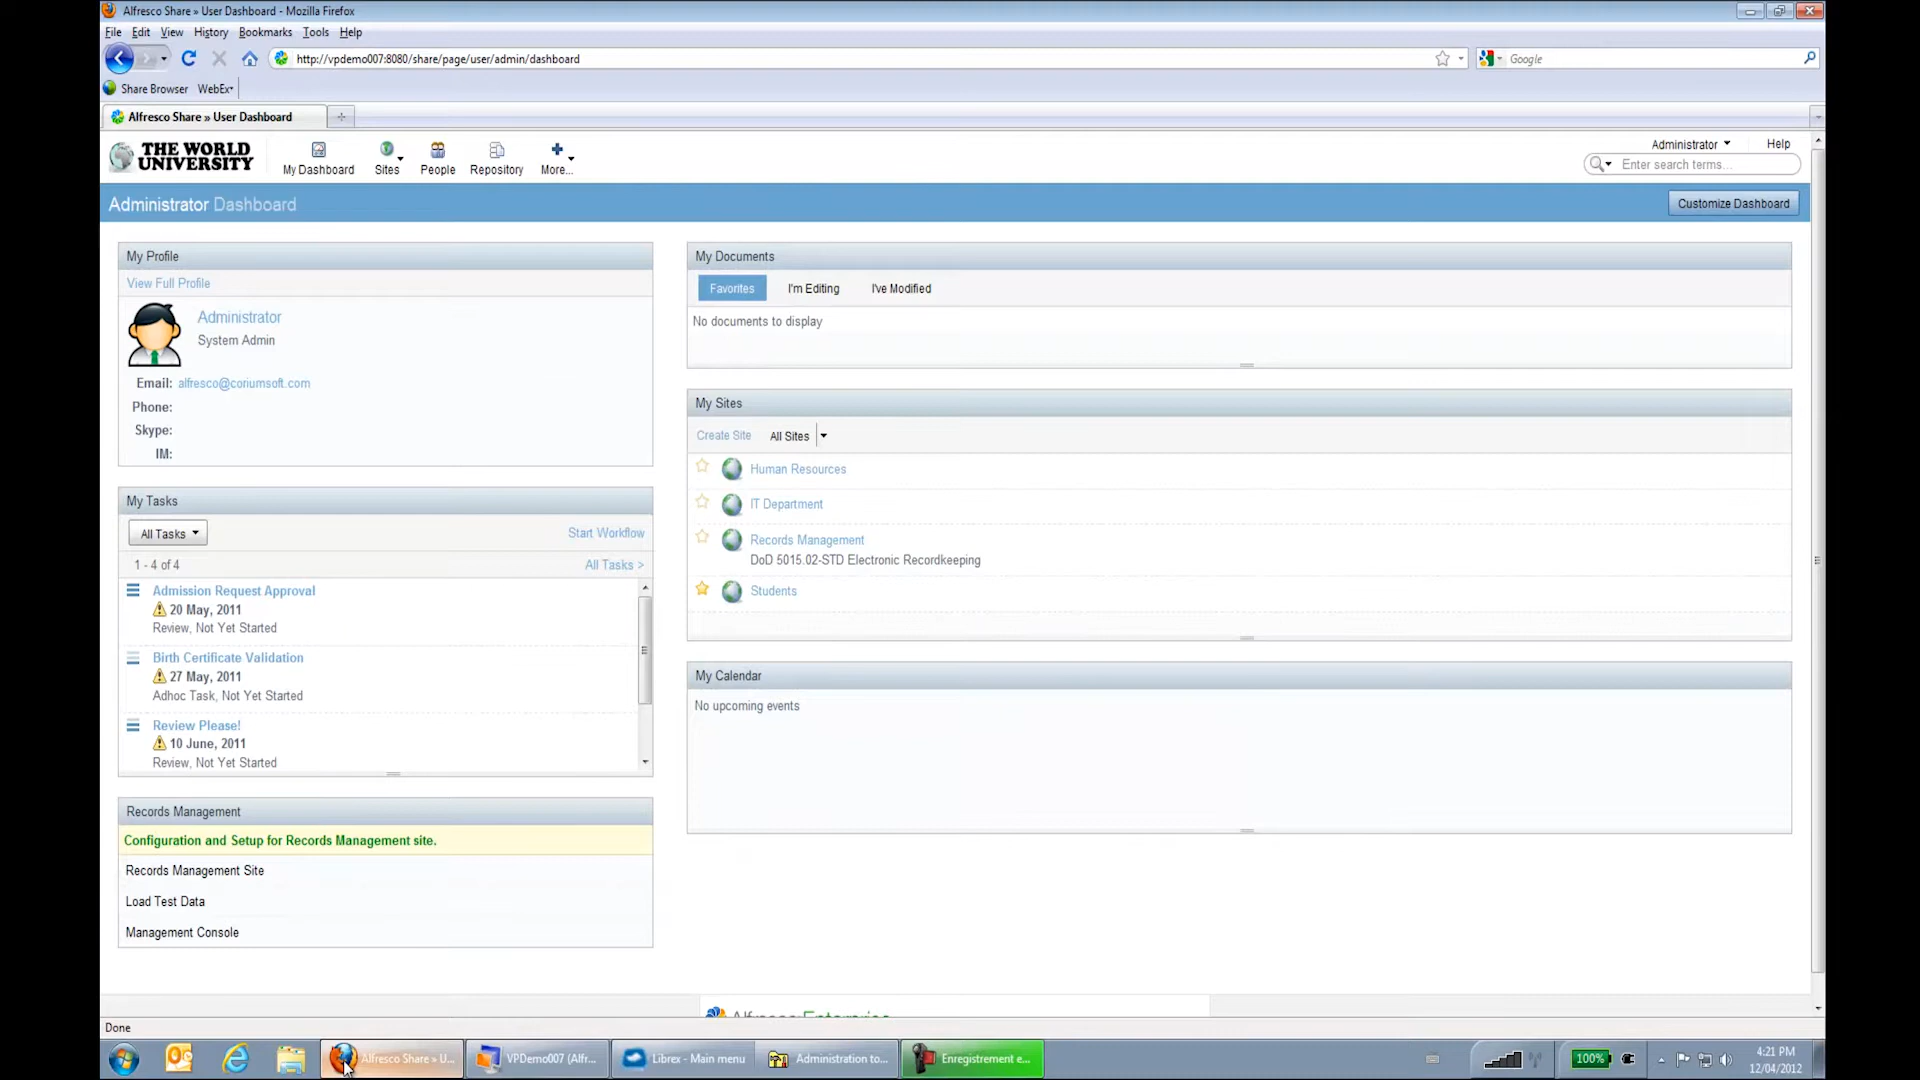 Alfresco Share » User Dashboard - Mozilla Firefox
File Edit View History Bookmarks Tools Help
http://vpdemo007:8080/share/page/user/admin/dashboard
Google
Share Browser WebEx
Alfresco Share » User Dashboard
THE WORLD
UNIVERSITY
My Dashboard Sites People Repository More...
Administrator Help
Enter search terms...
Administrator Dashboard
Customize Dashboard
My Profile
View Full Profile
Administrator
System Admin
Email: alfresco@coriumsoft.com
Phone:
Skype:
IM:
My Tasks
All Tasks
Start Workflow
1 - 4 of 4
All Tasks >
Admission Request Approval
20 May, 2011
Review, Not Yet Started
Birth Certificate Validation
27 May, 2011
Adhoc Task, Not Yet Started
Review Please!
10 June, 2011
Review, Not Yet Started
Records Management
Configuration and Setup for Records Management site.
Records Management Site
Load Test Data
Management Console
My Documents
Favorites I'm Editing I've Modified
No documents to display
My Sites
Create Site All Sites
Human Resources
IT Department
Records Management
DoD 5015.02-STD Electronic Recordkeeping
Students
My Calendar
No upcoming events
Done
Alfresco Share » U...
VPDemo007 (Alfr...
Librex - Main menu
Administration to...
Enregistrement e...
100%
4:21 PM
12/04/2012